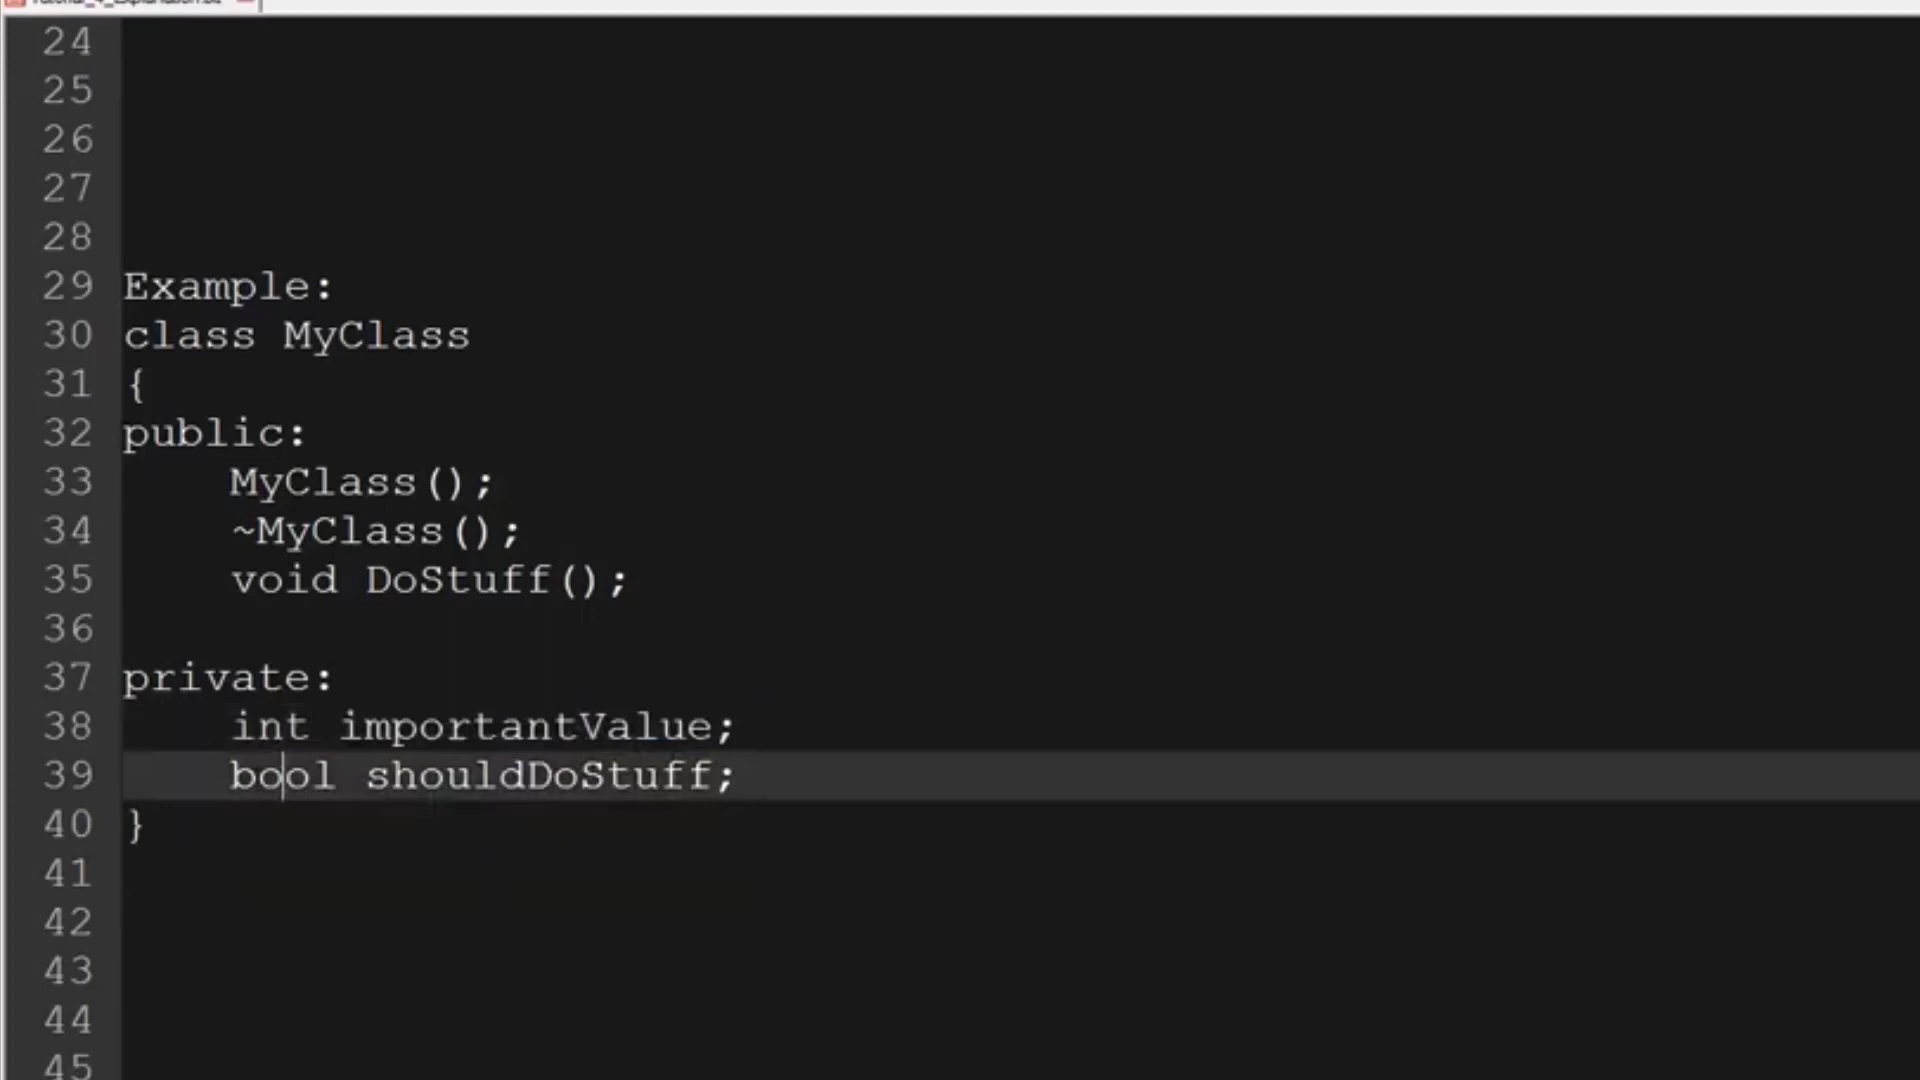 24
25
26
27
28
29 Example:
30 class MyClass
31 {
32 public:
33 MyClass();
34 ~MyClass();
35 void DoStuff();
36
37 private:
38 int importantValue;
39 bool shouldDoStuff;
40 }
41
42
43
44
45